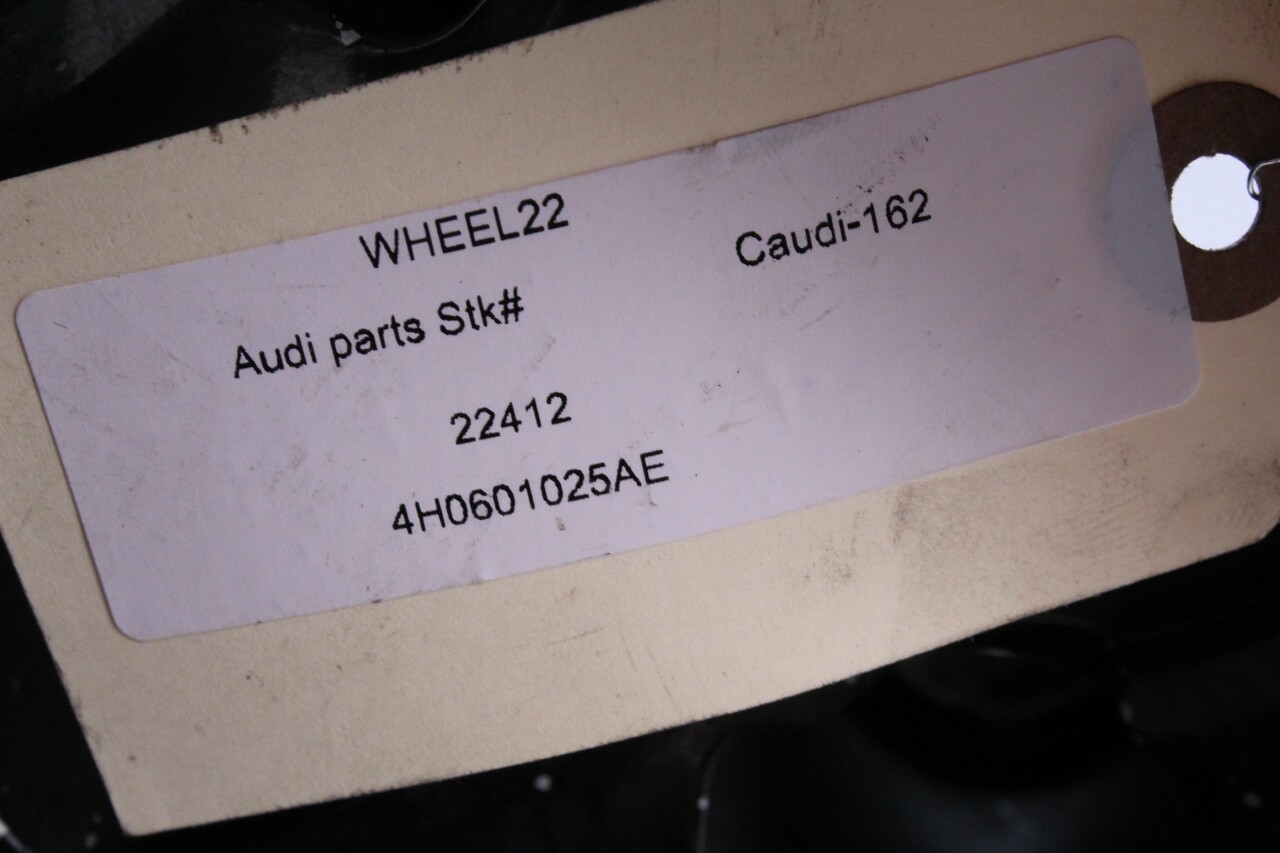 WHEEL22
Caudi-162
Audi parts Stk#
22412
4H0601025AE